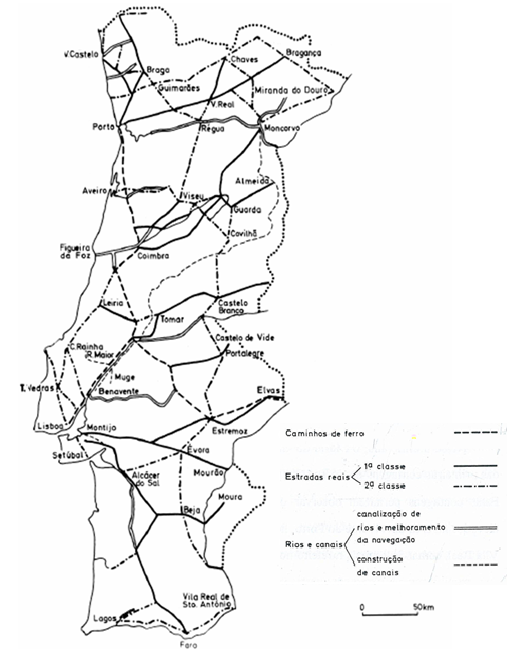 V.Castelo
Braga
Chaves
Bragança
Guimarães
Miranda do Douro
V.Real
Porto
Régua
Moncorvo
Aveiro
Viseu
Almeida
Guarda
Covilhã
Figueira
da Foz
Coimbra
Leiria
Castelo
Branco
Tomar
C.Rainha
R.Maior
Castelo de Vide
Portalegre
Muge
T.Vedras
Benavente
Elvas
Lisboa
Montijo
Estremoz
Setúbal
Évora
Alcácer
do Sal
Mourão
Moura
Beja
Vila Real de
Sto. António
Lagos
Faro
Caminhos de ferro
Estradas reais
1ª classe
2ª classe
Rios e canais
canalização de
rios e melhoramento
da navegação
construção
de canais
0 50km